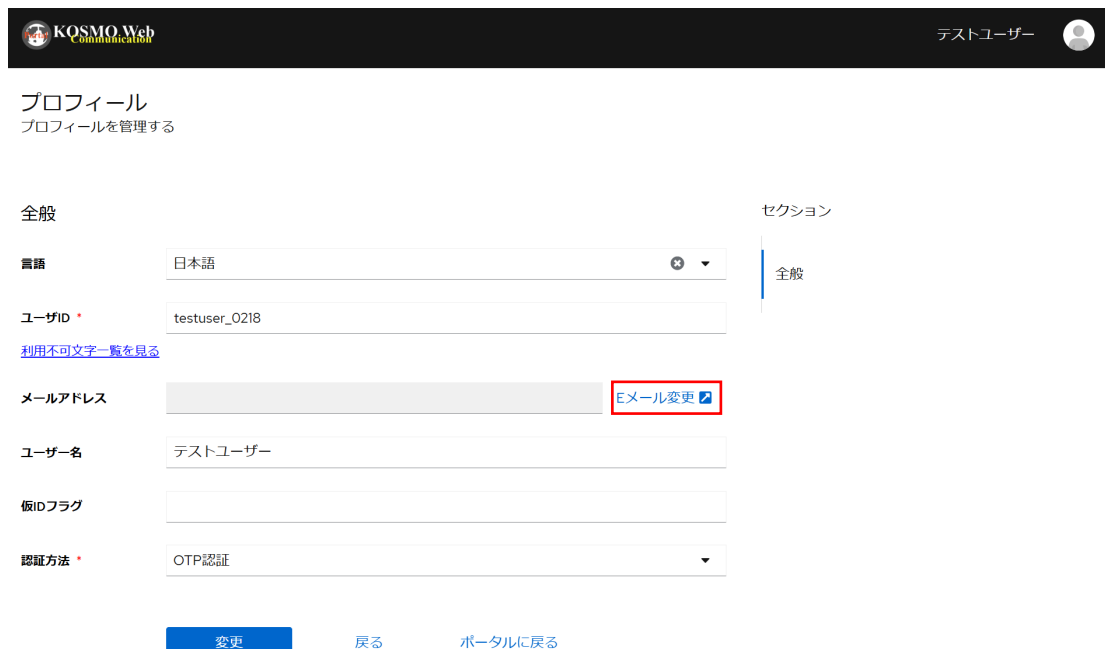 Portal KOSMO Web
Communication
テストユーザー
プロフィール
プロフィールを管理する
全般
セクション
言語 日本語
全般
ユーザID * testuser_0218
利用不可文字一覧を見る
メールアドレス Eメール変更
ユーザー名 テストユーザー
仮IDフラグ
認証方法 * OTP認証
変更 戻る ポータルに戻る